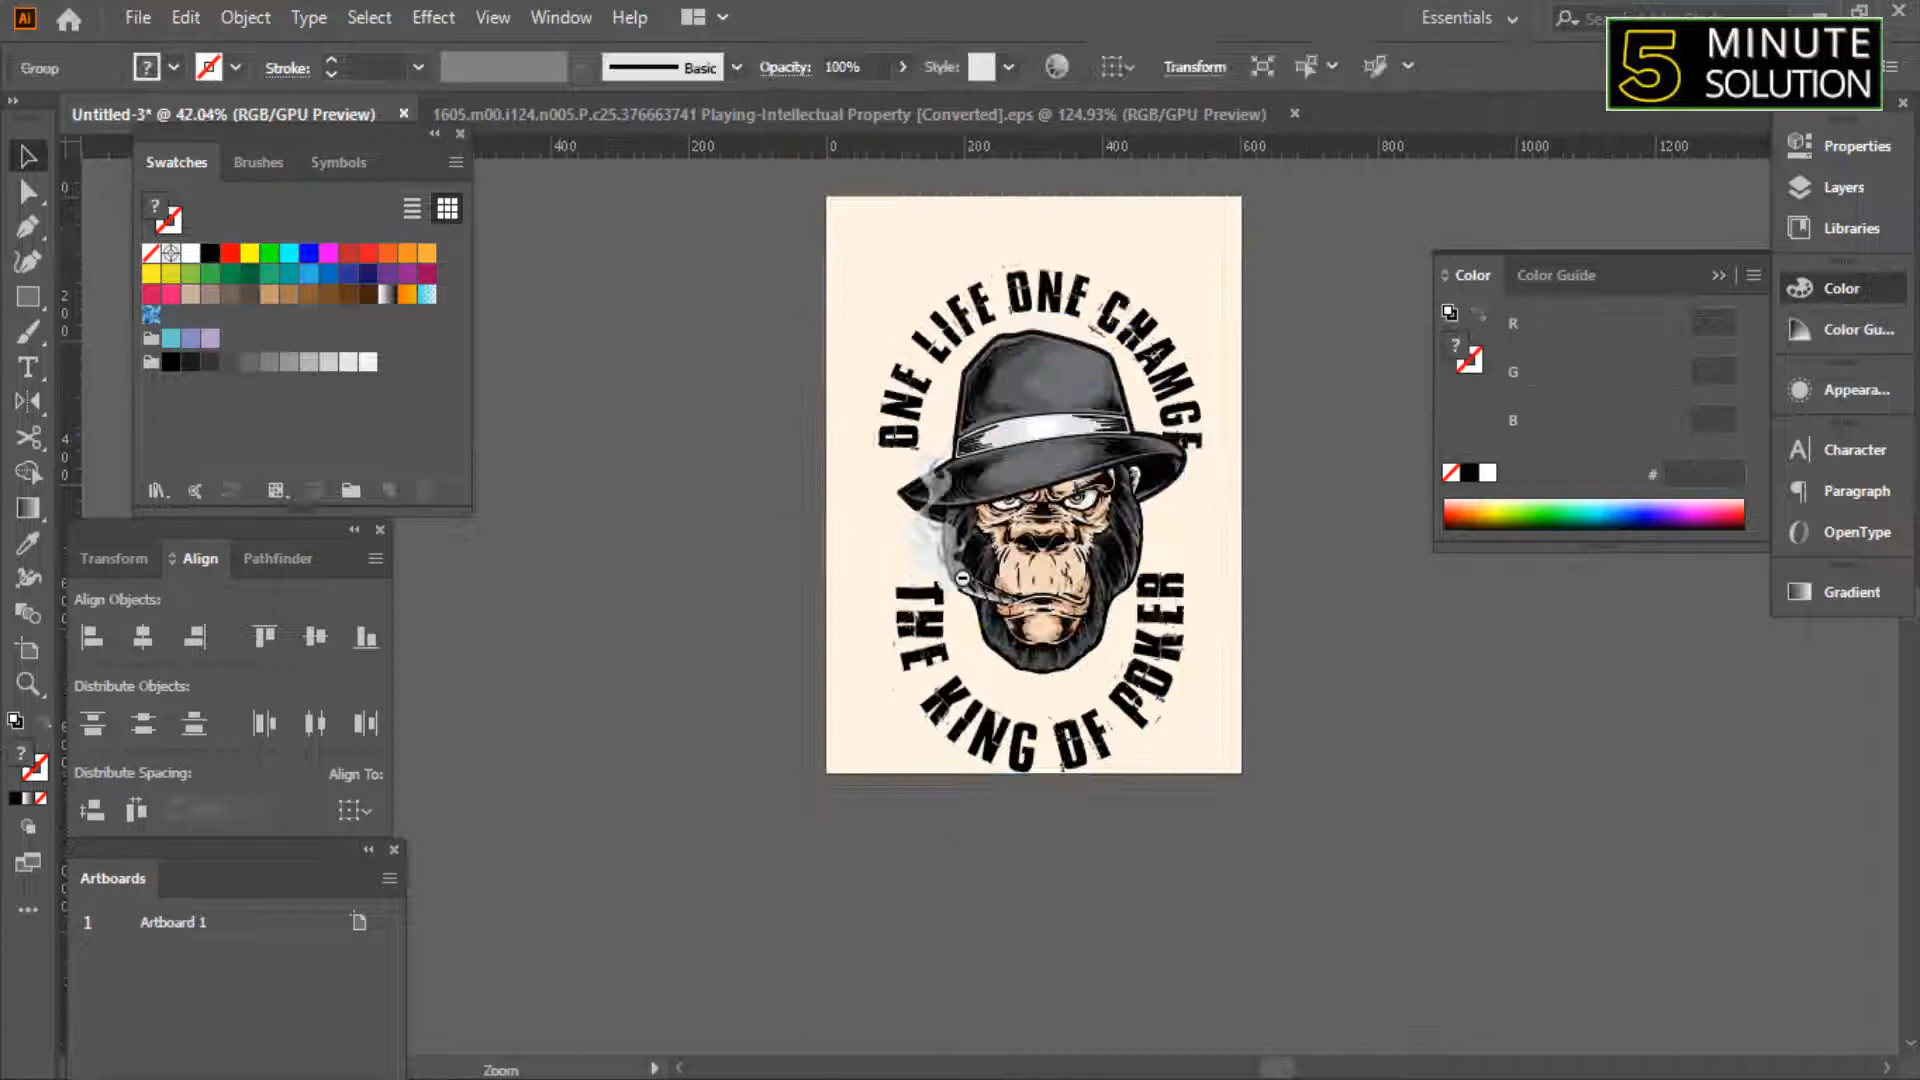 Ai File Edit Object Type Select Effect View Window Help Essentials
5 MINUTE
SOLUTION
Group ? Stroke: Basic Opacity: 100% Style: Transform
Untitled-3* @ 42.04% (RGB/GPU Preview) 1605.m00.i124.n005.P.c25.376663741 Playing-Intellectual Property [Converted].eps @ 124.93% (RGB/GPU Preview)
400 200 0 200 400 600 800 1000 1200
Swatches Brushes Symbols
ONE LIFE ONE CHAMGE
THE KING OF POKER
Color Color Guide
R
G
B
#
Properties
Layers
Libraries
Color
Color Gu...
Appeara...
Character
Paragraph
OpenType
Gradient
Transform Align Pathfinder
Align Objects:
Distribute Objects:
Distribute Spacing: Align To:
Artboards
1 Artboard 1
Zoom